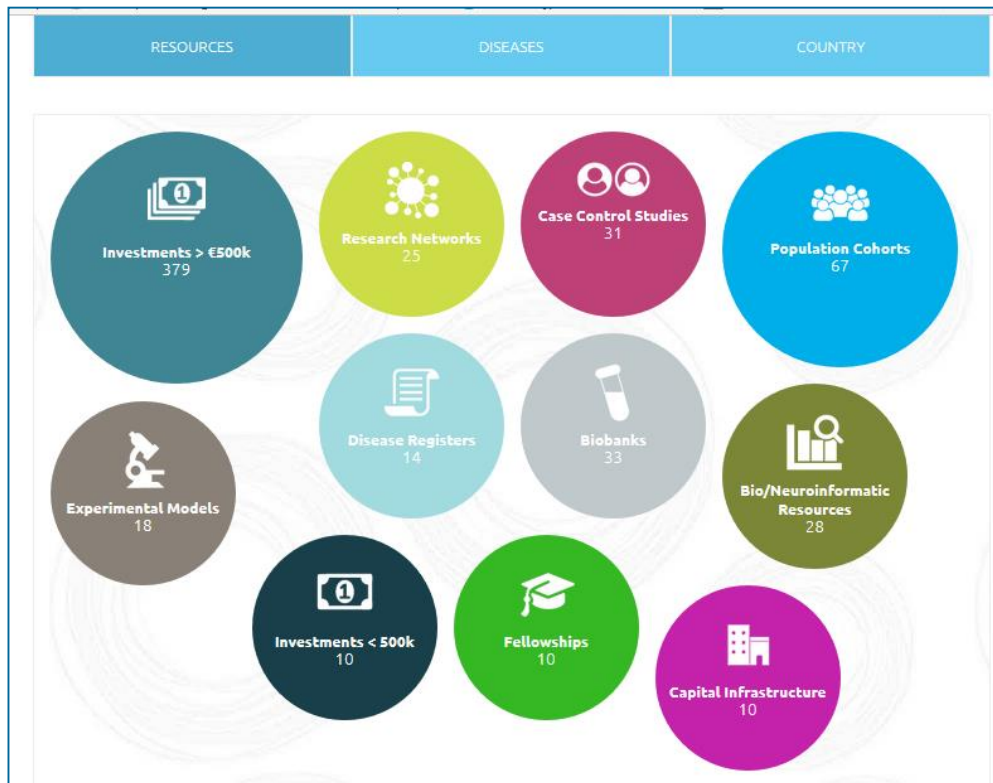 RESOURCES
DISEASES
COUNTRY
Investments > €500k
379
Research Networks
25
Case Control Studies
31
Population Cohorts
67
Experimental Models
18
Disease Registers
14
Biobanks
33
Bio/Neuroinformatic
Resources
28
Investments < 500k
10
Fellowships
10
Capital Infrastructure
10